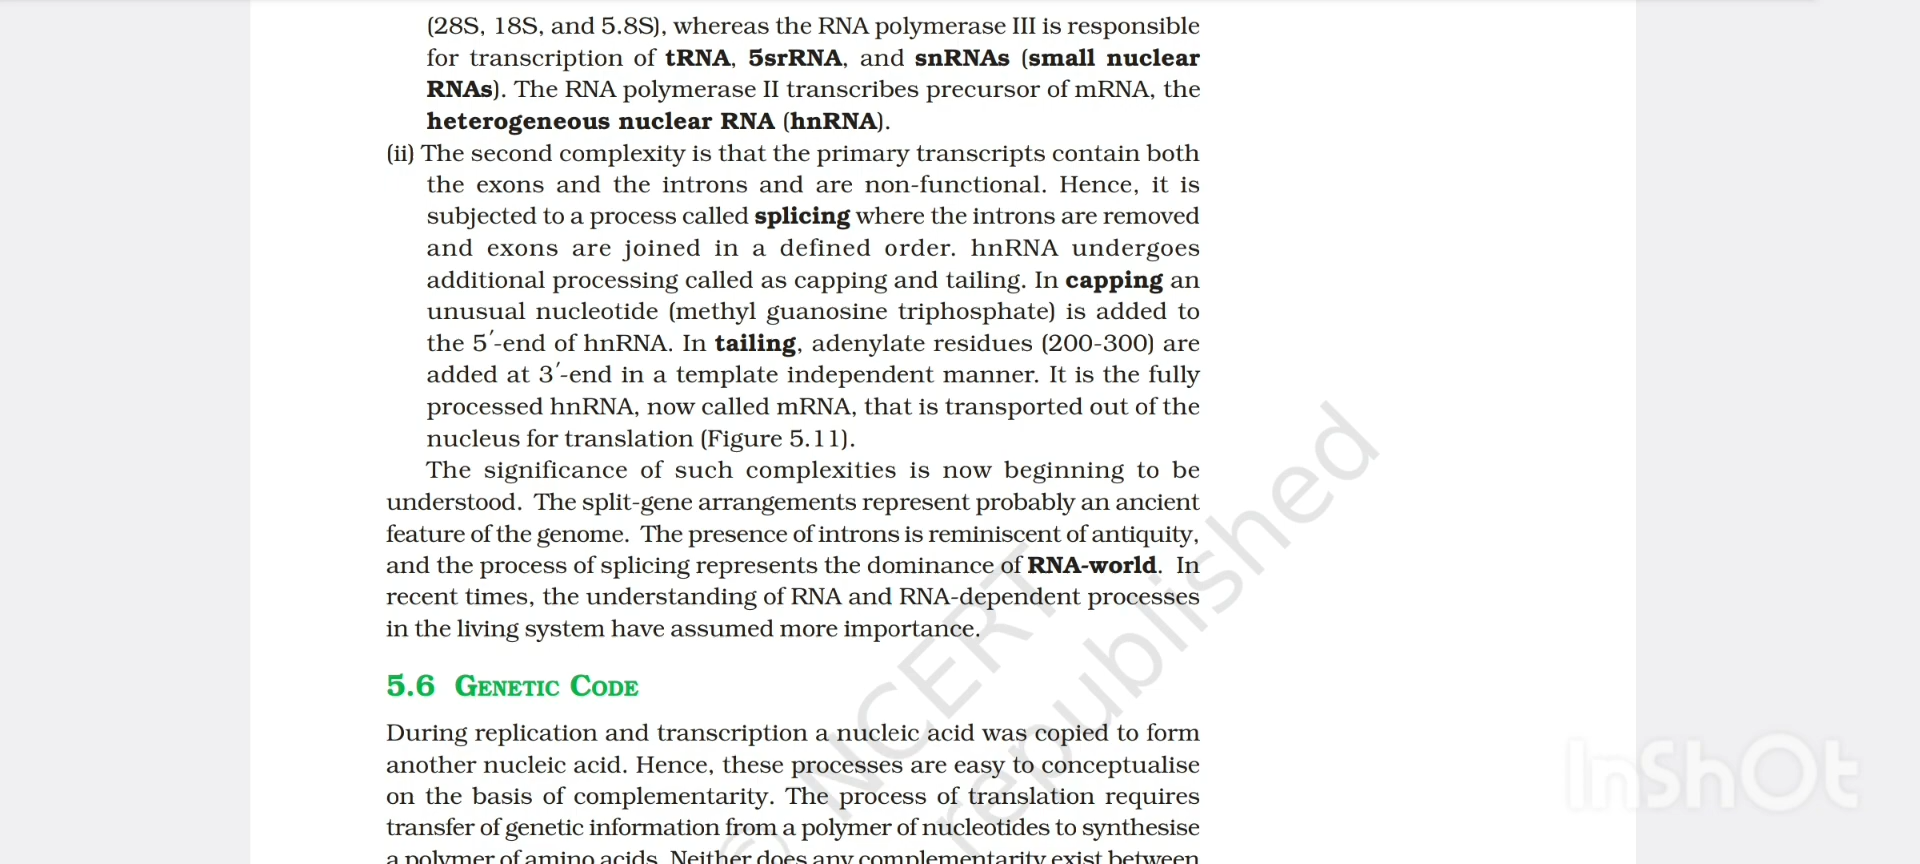 (28S, 18S, and 5.8S), whereas the RNA polymerase III is responsible
for transcription of tRNA, 5srRNA, and snRNAs (small nuclear
RNAs). The RNA polymerase II transcribes precursor of mRNA, the
heterogeneous nuclear RNA (hnRNA).
(ii) The second complexity is that the primary transcripts contain both
the exons and the introns and are non-functional. Hence, it is
subjected to a process called splicing where the introns are removed
and exons are joined in a defined order. hnRNA undergoes
additional processing called as capping and tailing. In capping an
unusual nucleotide (methyl guanosine triphosphate) is added to
the 5′-end of hnRNA. In tailing, adenylate residues (200-300) are
added at 3′-end in a template independent manner. It is the fully
processed hnRNA, now called mRNA, that is transported out of the
nucleus for translation (Figure 5.11).
The significance of such complexities is now beginning to be
understood. The split-gene arrangements represent probably an ancient
feature of the genome. The presence of introns is reminiscent of antiquity,
and the process of splicing represents the dominance of RNA-world. In
recent times, the understanding of RNA and RNA-dependent processes
in the living system have assumed more importance.
5.6 GENETIC CODE
During replication and transcription a nucleic acid was copied to form
another nucleic acid. Hence, these processes are easy to conceptualise
on the basis of complementarity. The process of translation requires
transfer of genetic information from a polymer of nucleotides to synthesise
a polymer of amino acids. Neither does any complementarity exist between
© NCERT
republished
InShOt